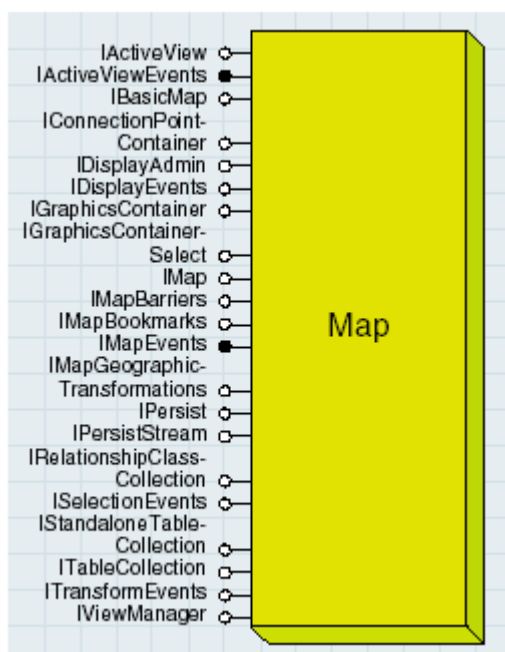 IActiveView
IActiveViewEvents
IBasicMap
IConnectionPoint-
Container
IDisplayAdmin
IDisplayEvents
IGraphicsContainer
IGraphicsContainer-
Select
IMap
IMapBarriers
IMapBookmarks
IMapEvents
IMapGeographic-
Transformations
IPersist
IPersistStream
IRelationshipClass-
Collection
ISelectionEvents
IStandaloneTable-
Collection
ITableCollection
ITransformEvents
IViewManager
Map